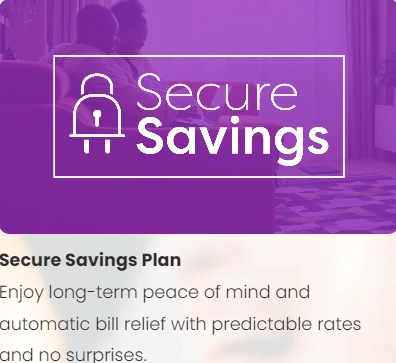 Secure
Savings
Secure Savings Plan
Enjoy long-term peace of mind and
automatic bill relief with predictable rates
and no surprises.